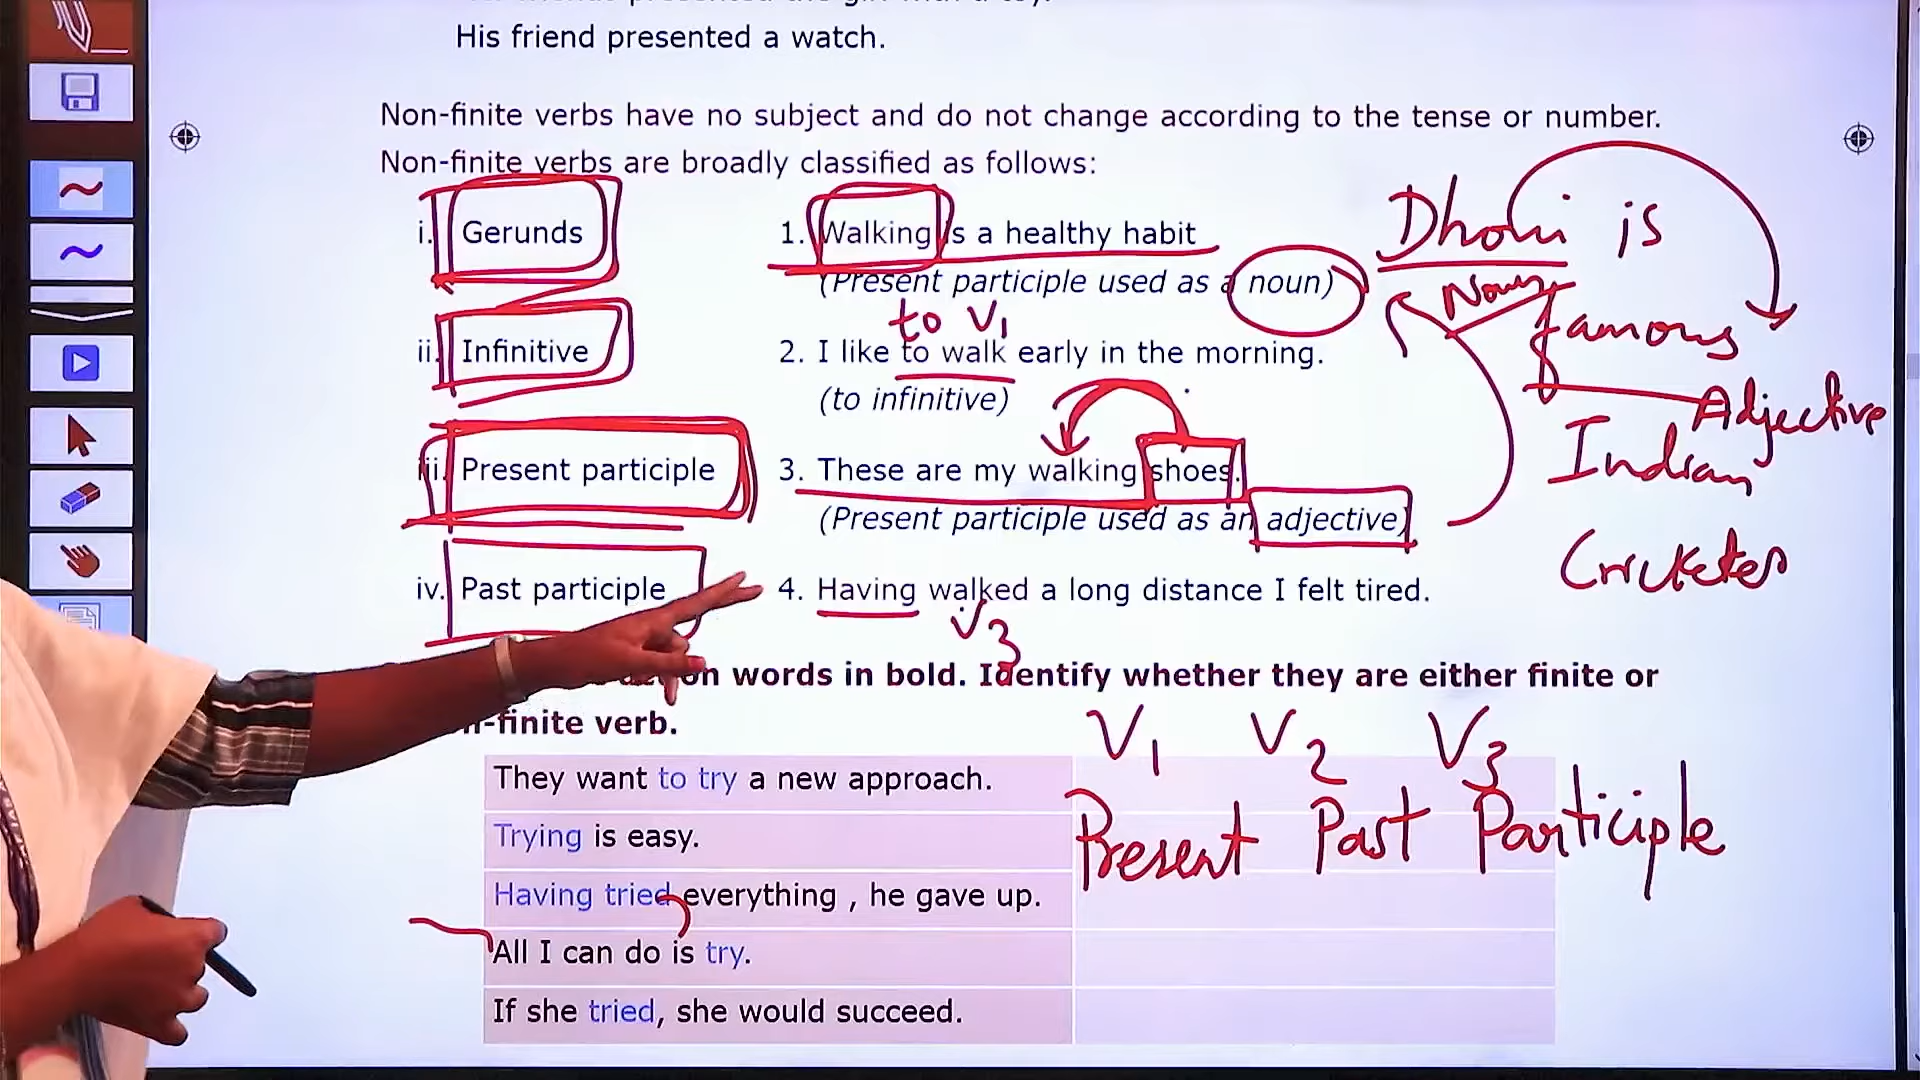 His friend presented a watch.
Non-finite verbs have no subject and do not change according to the tense or number.
Non-finite verbs are broadly classified as follows:
i. Gerunds
1. Walking is a healthy habit
(Present participle used as a noun)
to V1
ii. Infinitive
2. I like to walk early in the morning.
(to infinitive)
iii. Present participle
3. These are my walking shoes.
(Present participle used as an adjective)
iv. Past participle
4. Having walked a long distance I felt tired.
V3
Dhoni is
Noun
famous
Adjective
Indian
Cricketer
words in bold. Identify whether they are either finite or
-finite verb.
V1 V2 V3
Present Past Participle
They want to try a new approach.
Trying is easy.
Having tried everything , he gave up.
All I can do is try.
If she tried, she would succeed.